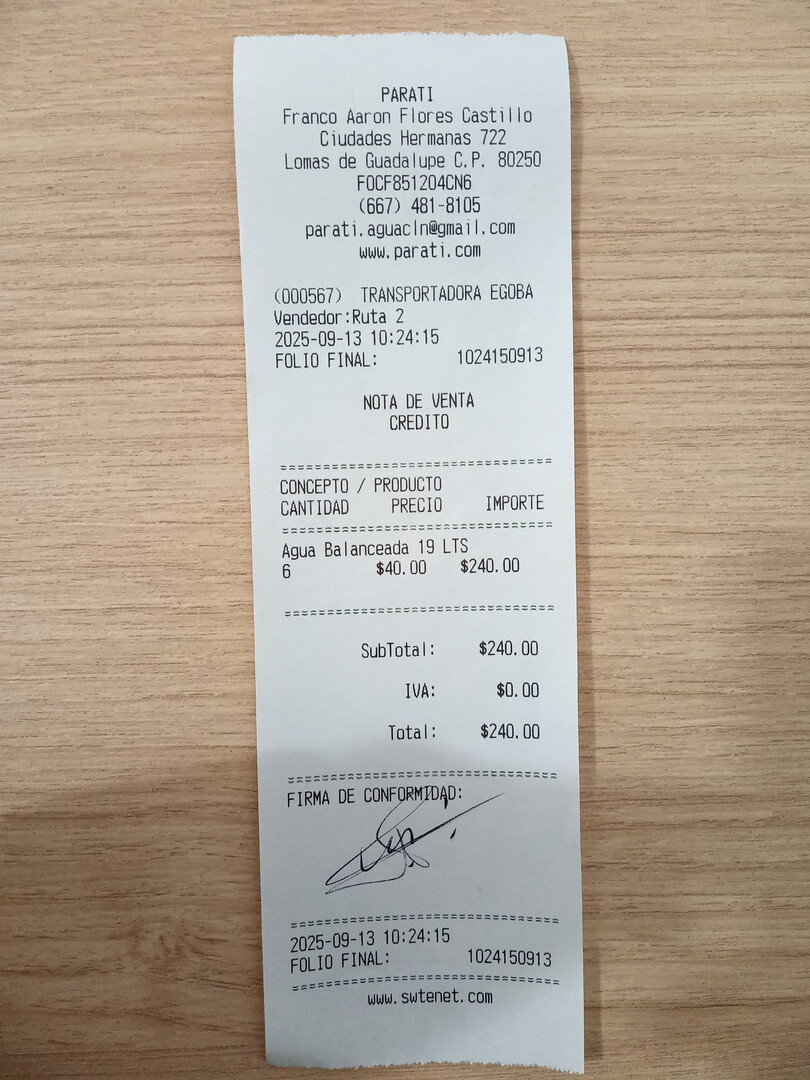 PARATI
Franco Aaron Flores Castillo
Ciudades Hermanas 722
Lomas de Guadalupe C.P. 80250
FOCF851204CN6
(667) 481-8105
parati.aguacln@gmail.com
www.parati.com
(000567) TRANSPORTADORA EGOBA
Vendedor:Ruta 2
2025-09-13 10:24:15
FOLIO FINAL: 1024150913
NOTA DE VENTA
CREDITO
CONCEPTO / PRODUCTO
CANTIDAD PRECIO IMPORTE
Agua Balanceada 19 LTS
6 $40.00 $240.00
SubTotal: $240.00
IVA: $0.00
Total: $240.00
FIRMA DE CONFORMIDAD:
2025-09-13 10:24:15
FOLIO FINAL: 1024150913
www.swtenet.com